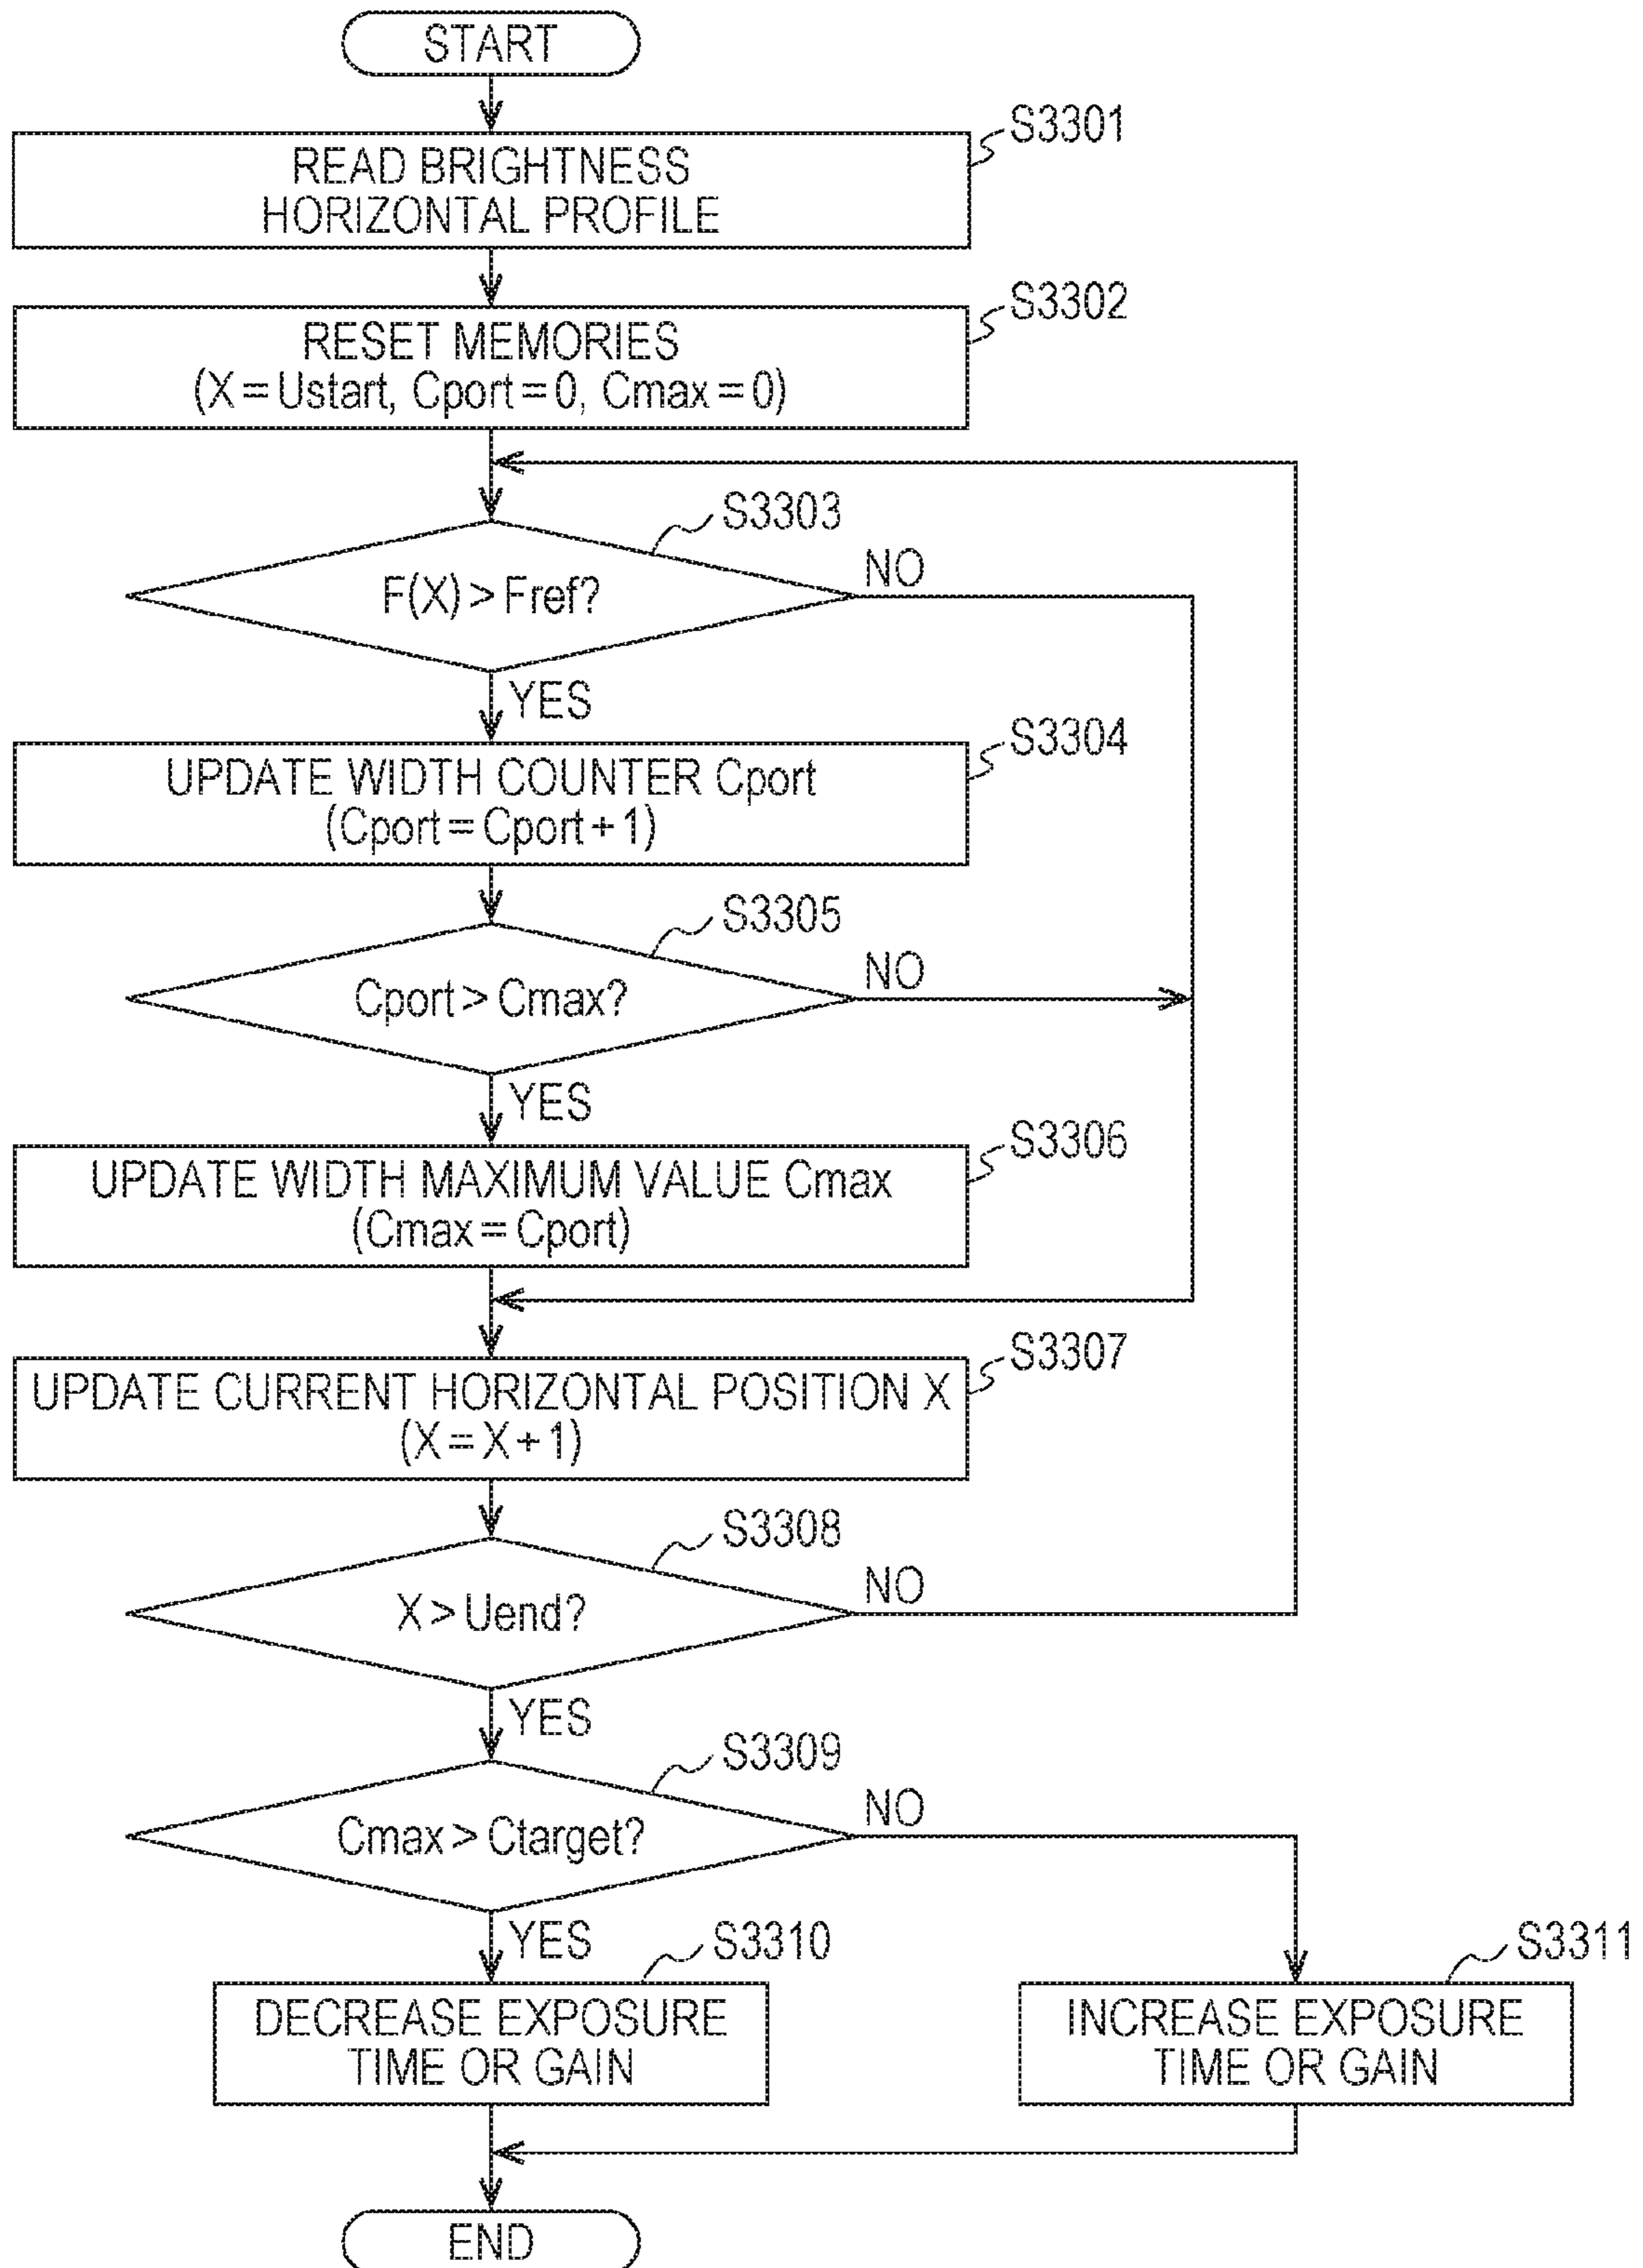 START
S3301
READ BRIGHTNESS
HORIZONTAL PROFILE
S3302
RESET MEMORIES
(X = Ustart, Cport = 0, Cmax = 0)
S3303
F(X) > Fref?
NO
YES
S3304
UPDATE WIDTH COUNTER Cport
(Cport = Cport + 1)
S3305
Cport > Cmax?
NO
YES
S3306
UPDATE WIDTH MAXIMUM VALUE Cmax
(Cmax = Cport)
S3307
UPDATE CURRENT HORIZONTAL POSITION X
(X = X + 1)
S3308
X > Uend?
NO
YES
S3309
Cmax > Ctarget?
NO
YES
S3310
S3311
DECREASE EXPOSURE
TIME OR GAIN
INCREASE EXPOSURE
TIME OR GAIN
END